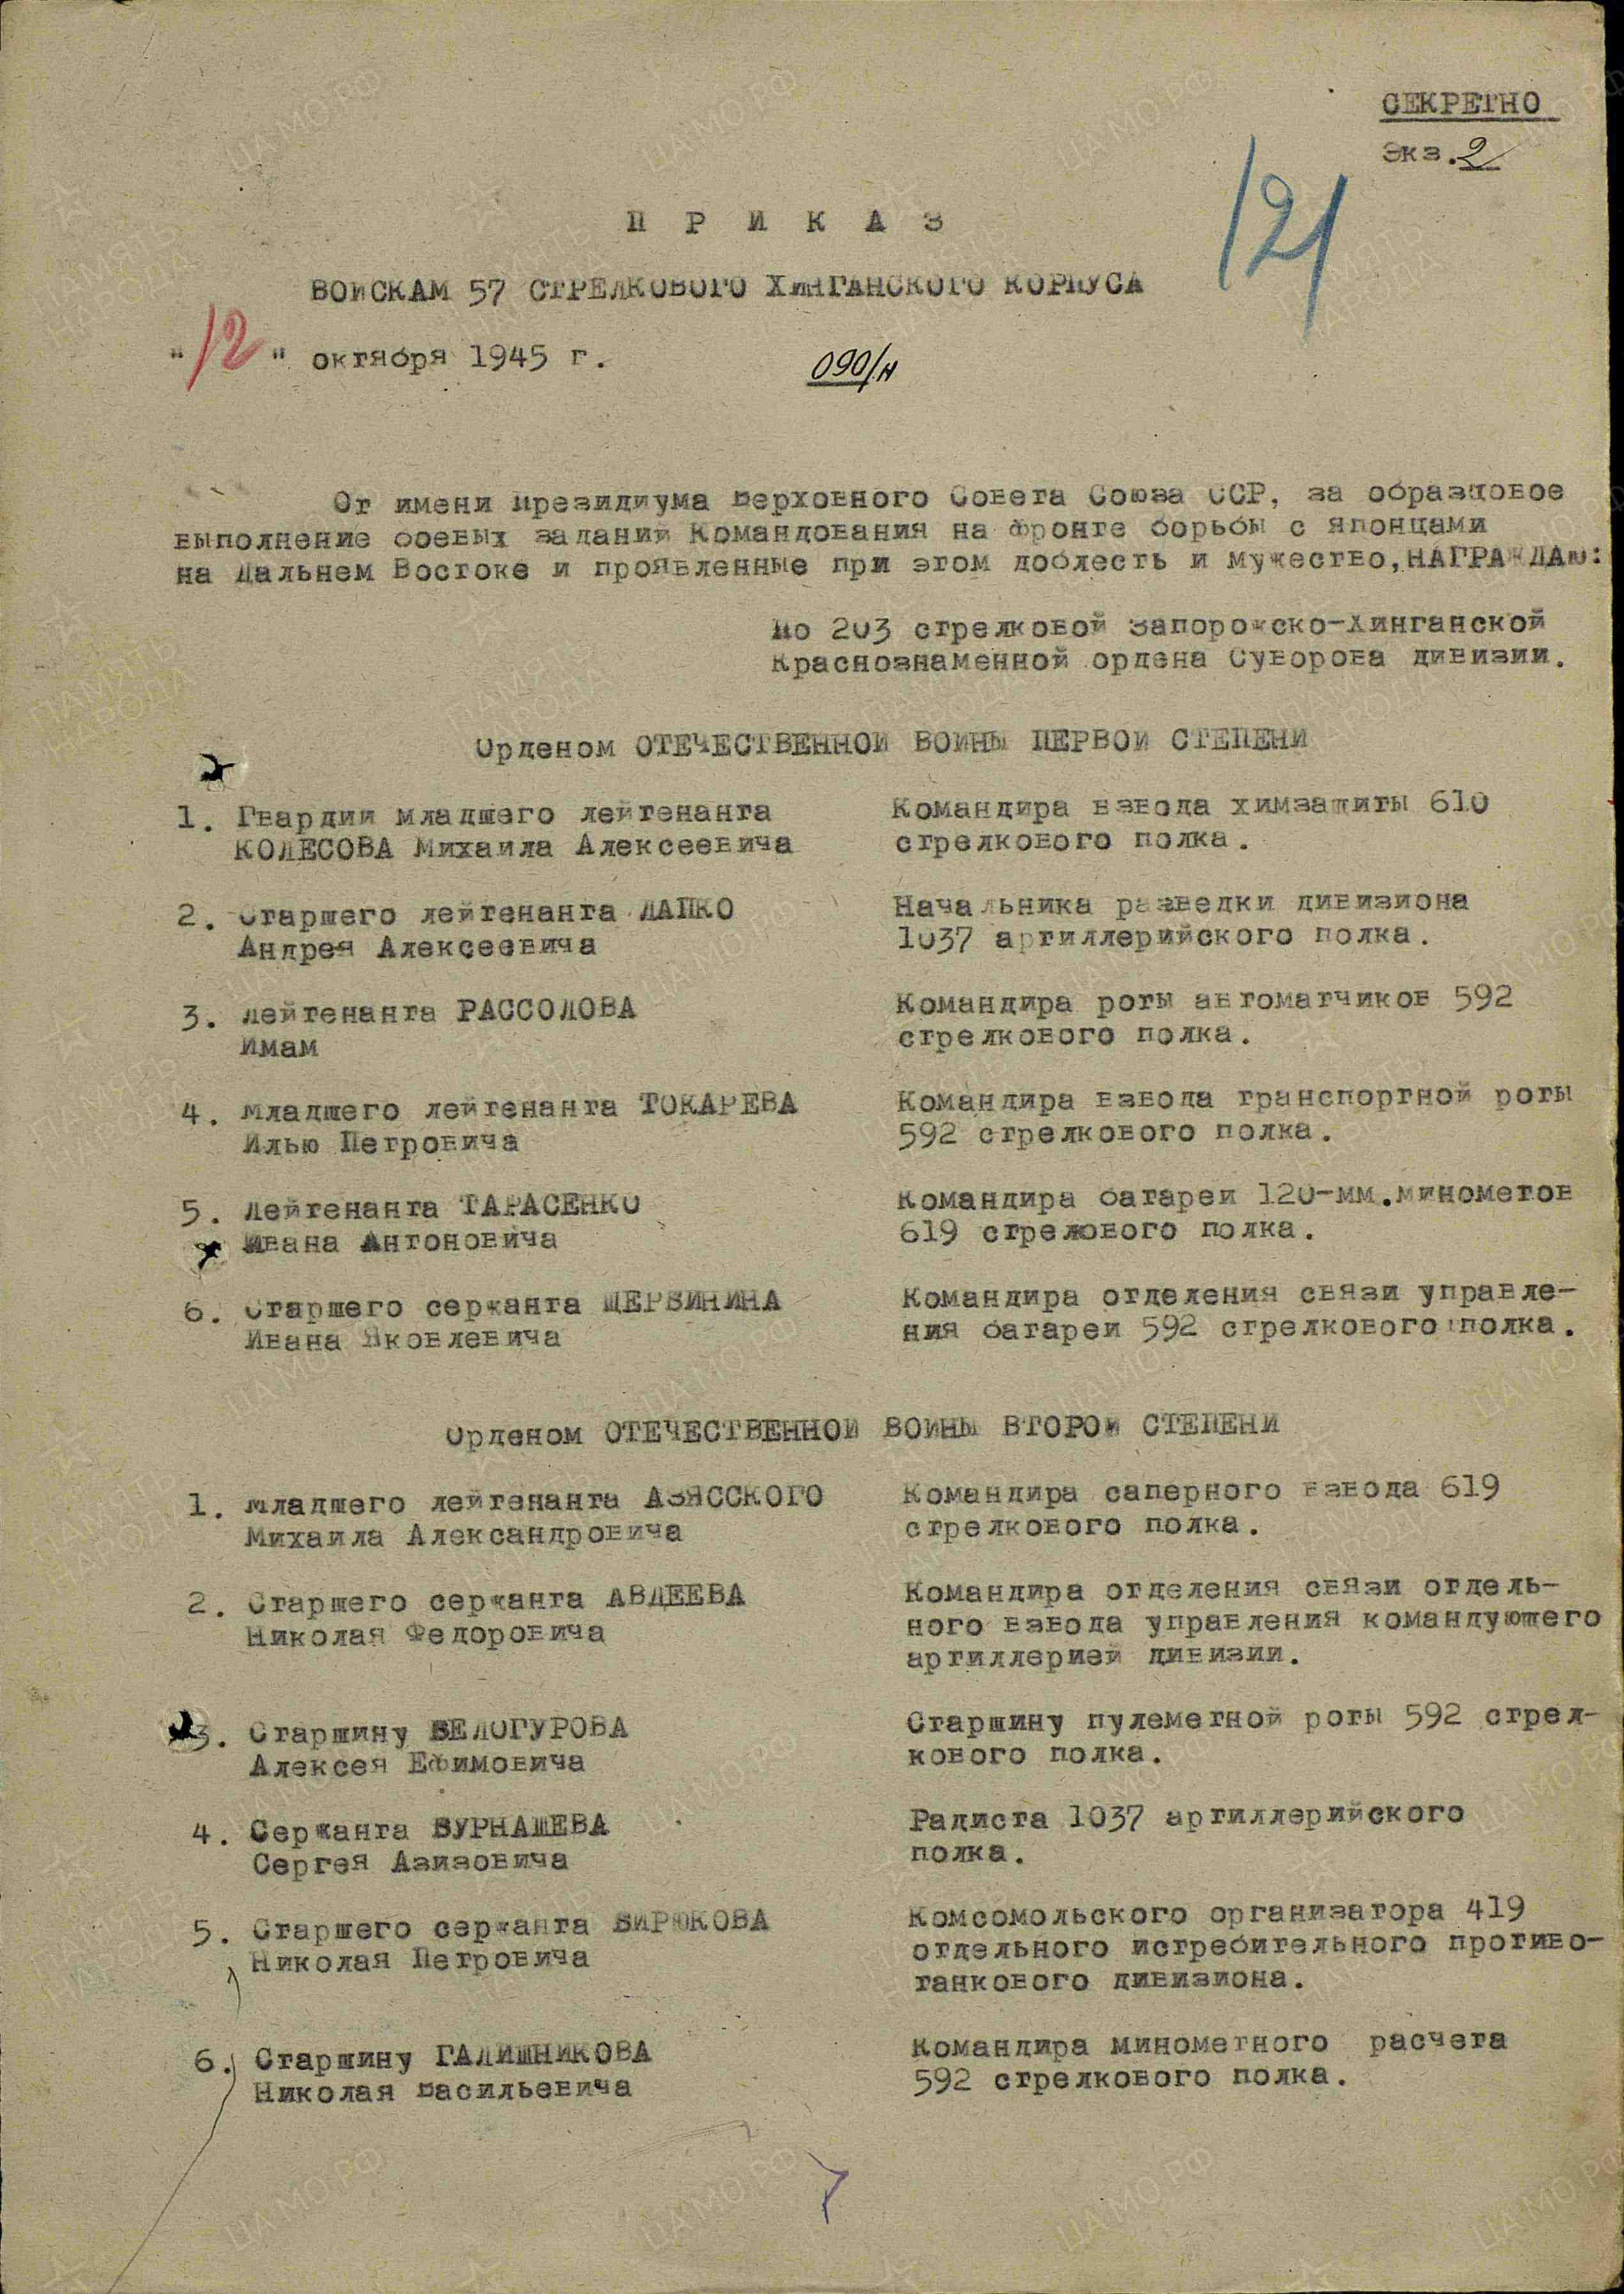 СЕКРЕТНО
Экз. 2
121
П Р И К А З
ВОЙСКАМ 57 СТРЕЛКОВОГО ХИНГАНСКОГО КОРПУСА
"12" октября 1945 г. 090/н
От имени Президиума Верховного Совета Союза ССР, за образцовое
выполнение боевых заданий Командования на фронте борьбы с японцами
на Дальнем Востоке и проявленные при этом доблесть и мужество, НАГРАЖДАЮ:
По 203 стрелковой Запорожско-Хинганской
Краснознаменной ордена Суворова дивизии.
Орденом ОТЕЧЕСТВЕННОЙ ВОЙНЫ ПЕРВОЙ СТЕПЕНИ
1. Гвардии младшего лейтенанта Командира взвода химзащиты 610
КОЛЕСОВА Михаила Алексеевича стрелкового полка.
2. Старшего лейтенанта ЛАПКО Начальника разведки дивизиона
Андрея Алексеевича 1037 артиллерийского полка.
3. Лейтенанта РАССОЛОВА Командира роты автоматчиков 592
Имам стрелкового полка.
4. Младшего лейтенанта ТОКАРЕВА Командира взвода транспортной роты
Илью Петровича 592 стрелкового полка.
5. Лейтенанта ТАРАСЕНКО Командира батареи 120-мм.минометов
Ивана Антоновича 619 стрелового полка.
6. Старшего сержанта ЩЕРБИНИНА Командира отделения связи управле-
Ивана Яковлевича ния батареи 592 стрелкового полка.
Орденом ОТЕЧЕСТВЕННОЙ ВОЙНЫ ВТОРОЙ СТЕПЕНИ
1. Младшего лейтенанта АЗЯССКОГО Командира саперного взвода 619
Михаила Александровича стрелкового полка.
2. Старшего сержанта АВДЕЕВА Командира отделения связи отдель-
Николая Федоровича ного взвода управления командующего
артиллерией дивизии.
3. Старшину БЕЛОГУРОВА Старшину пулеметной роты 592 стрел-
Алексея Ефимовича кового полка.
4. Сержанта БУРНАШЕВА Радиста 1037 артиллерийского
Сергея Азизовича полка.
5. Старшего сержанта БИРЮКОВА Комсомольского организатора 419
Николая Петровича отдельного истребительного противо-
танкового дивизиона.
6. Старшину ГАЛИШНИКОВА Командира минометного расчета
Николая Васильевича 592 стрелкового полка.